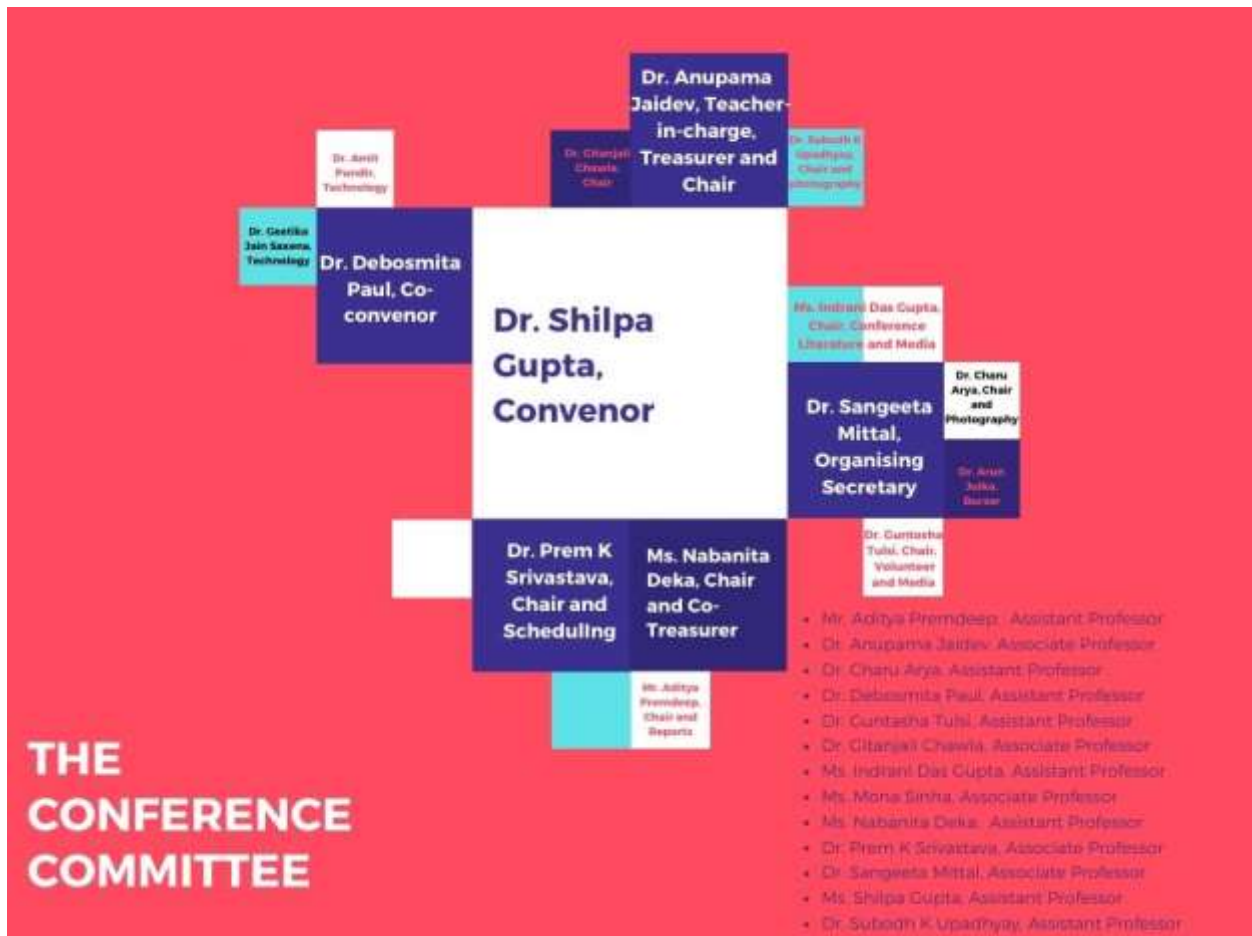 Dr. Anupama
Jaidev, Teacher-
in-charge,
Treasurer and
Chair
Dr. Gitanjali
Chawla,
Chair
Dr. Subodh K
Upadhyay,
Chair and
photography
Dr. Amit
Pundir,
Technology
Dr. Geetika
Jain Saxena,
Technology
Dr. Debosmita
Paul, Co-
convenor
Dr. Shilpa
Gupta,
Convenor
Ms. Indrani Das Gupta,
Chair, Conference
Literature and Media
Dr. Sangeeta
Mittal,
Organising
Secretary
Dr. Charu
Arya, Chair
and
Photography
Dr. Arun
Julka,
Bursar
Dr. Guntasha
Tulsi, Chair,
Volunteer
and Media
Dr. Prem K
Srivastava,
Chair and
Scheduling
Ms. Nabanita
Deka, Chair
and Co-
Treasurer
Mr. Aditya
Premdeep,
Chair and
Reports
THE
CONFERENCE
COMMITTEE
• Mr. Aditya Premdeep, Assistant Professor
• Dr. Anupama Jaidev, Associate Professor
• Dr. Charu Arya, Assistant Professor
• Dr. Debosmita Paul, Assistant Professor
• Dr. Guntasha Tulsi, Assistant Professor
• Dr. Gitanjali Chawla, Associate Professor
• Ms. Indrani Das Gupta, Assistant Professor
• Ms. Mona Sinha, Associate Professor
• Ms. Nabanita Deka, Assistant Professor
• Dr. Prem K Srivastava, Associate Professor
• Dr. Sangeeta Mittal, Associate Professor
• Ms. Shilpa Gupta, Assistant Professor
• Dr. Subodh K Upadhyay, Assistant Professor